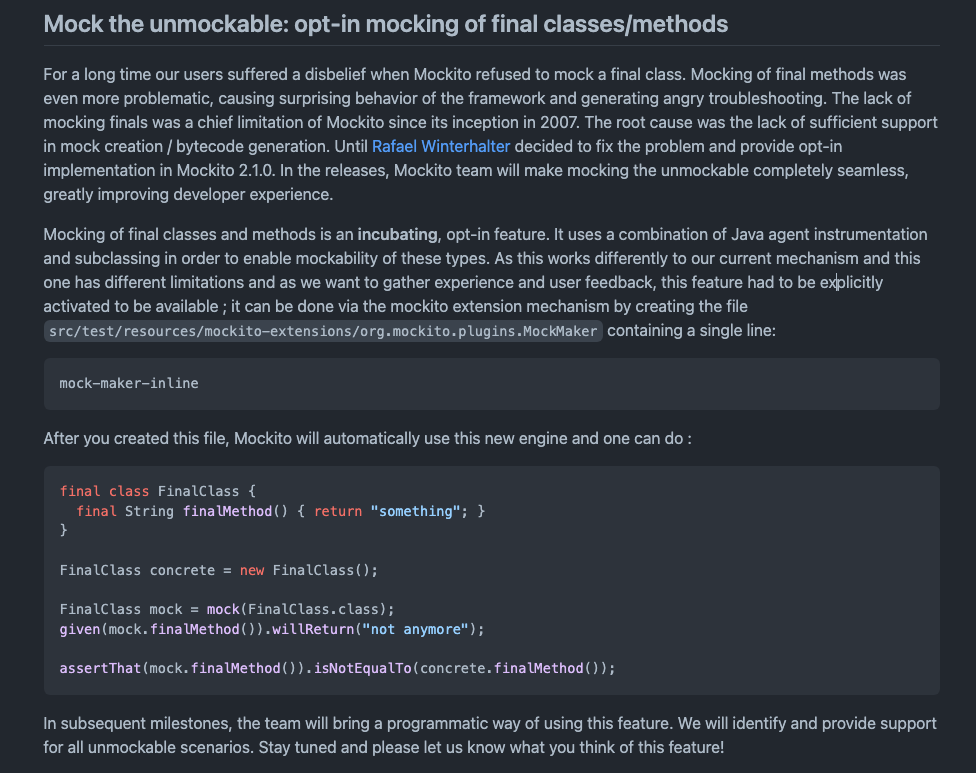 Mock the unmockable: opt-in mocking of final classes/methods
For a long time our users suffered a disbelief when Mockito refused to mock a final class. Mocking of final methods was
even more problematic, causing surprising behavior of the framework and generating angry troubleshooting. The lack of
mocking finals was a chief limitation of Mockito since its inception in 2007. The root cause was the lack of sufficient support
in mock creation / bytecode generation. Until Rafael Winterhalter decided to fix the problem and provide opt-in
implementation in Mockito 2.1.0. In the releases, Mockito team will make mocking the unmockable completely seamless,
greatly improving developer experience.
Mocking of final classes and methods is an incubating, opt-in feature. It uses a combination of Java agent instrumentation
and subclassing in order to enable mockability of these types. As this works differently to our current mechanism and this
one has different limitations and as we want to gather experience and user feedback, this feature had to be explicitly
activated to be available ; it can be done via the mockito extension mechanism by creating the file
src/test/resources/mockito-extensions/org.mockito.plugins.MockMaker containing a single line:
mock-maker-inline
After you created this file, Mockito will automatically use this new engine and one can do :
final class FinalClass {
  final String finalMethod() { return "something"; }
}
FinalClass concrete = new FinalClass();
FinalClass mock = mock(FinalClass.class);
given(mock.finalMethod()).willReturn("not anymore");
assertThat(mock.finalMethod()).isNotEqualTo(concrete.finalMethod());
In subsequent milestones, the team will bring a programmatic way of using this feature. We will identify and provide support
for all unmockable scenarios. Stay tuned and please let us know what you think of this feature!